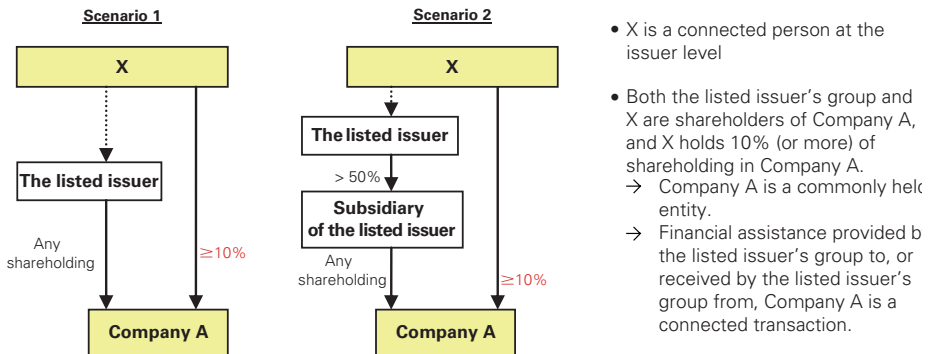 Scenario 1
X
The listed issuer
Any
shareholding
≥10%
Company A
Scenario 2
X
The listed issuer
> 50%
Subsidiary
of the listed issuer
Any
shareholding
≥10%
Company A
• X is a connected person at the
issuer level
• Both the listed issuer's group and
X are shareholders of Company A,
and X holds 10% (or more) of
shareholding in Company A.
→ Company A is a commonly held
entity.
→ Financial assistance provided b
the listed issuer's group to, or
received by the listed issuer's
group from, Company A is a
connected transaction.